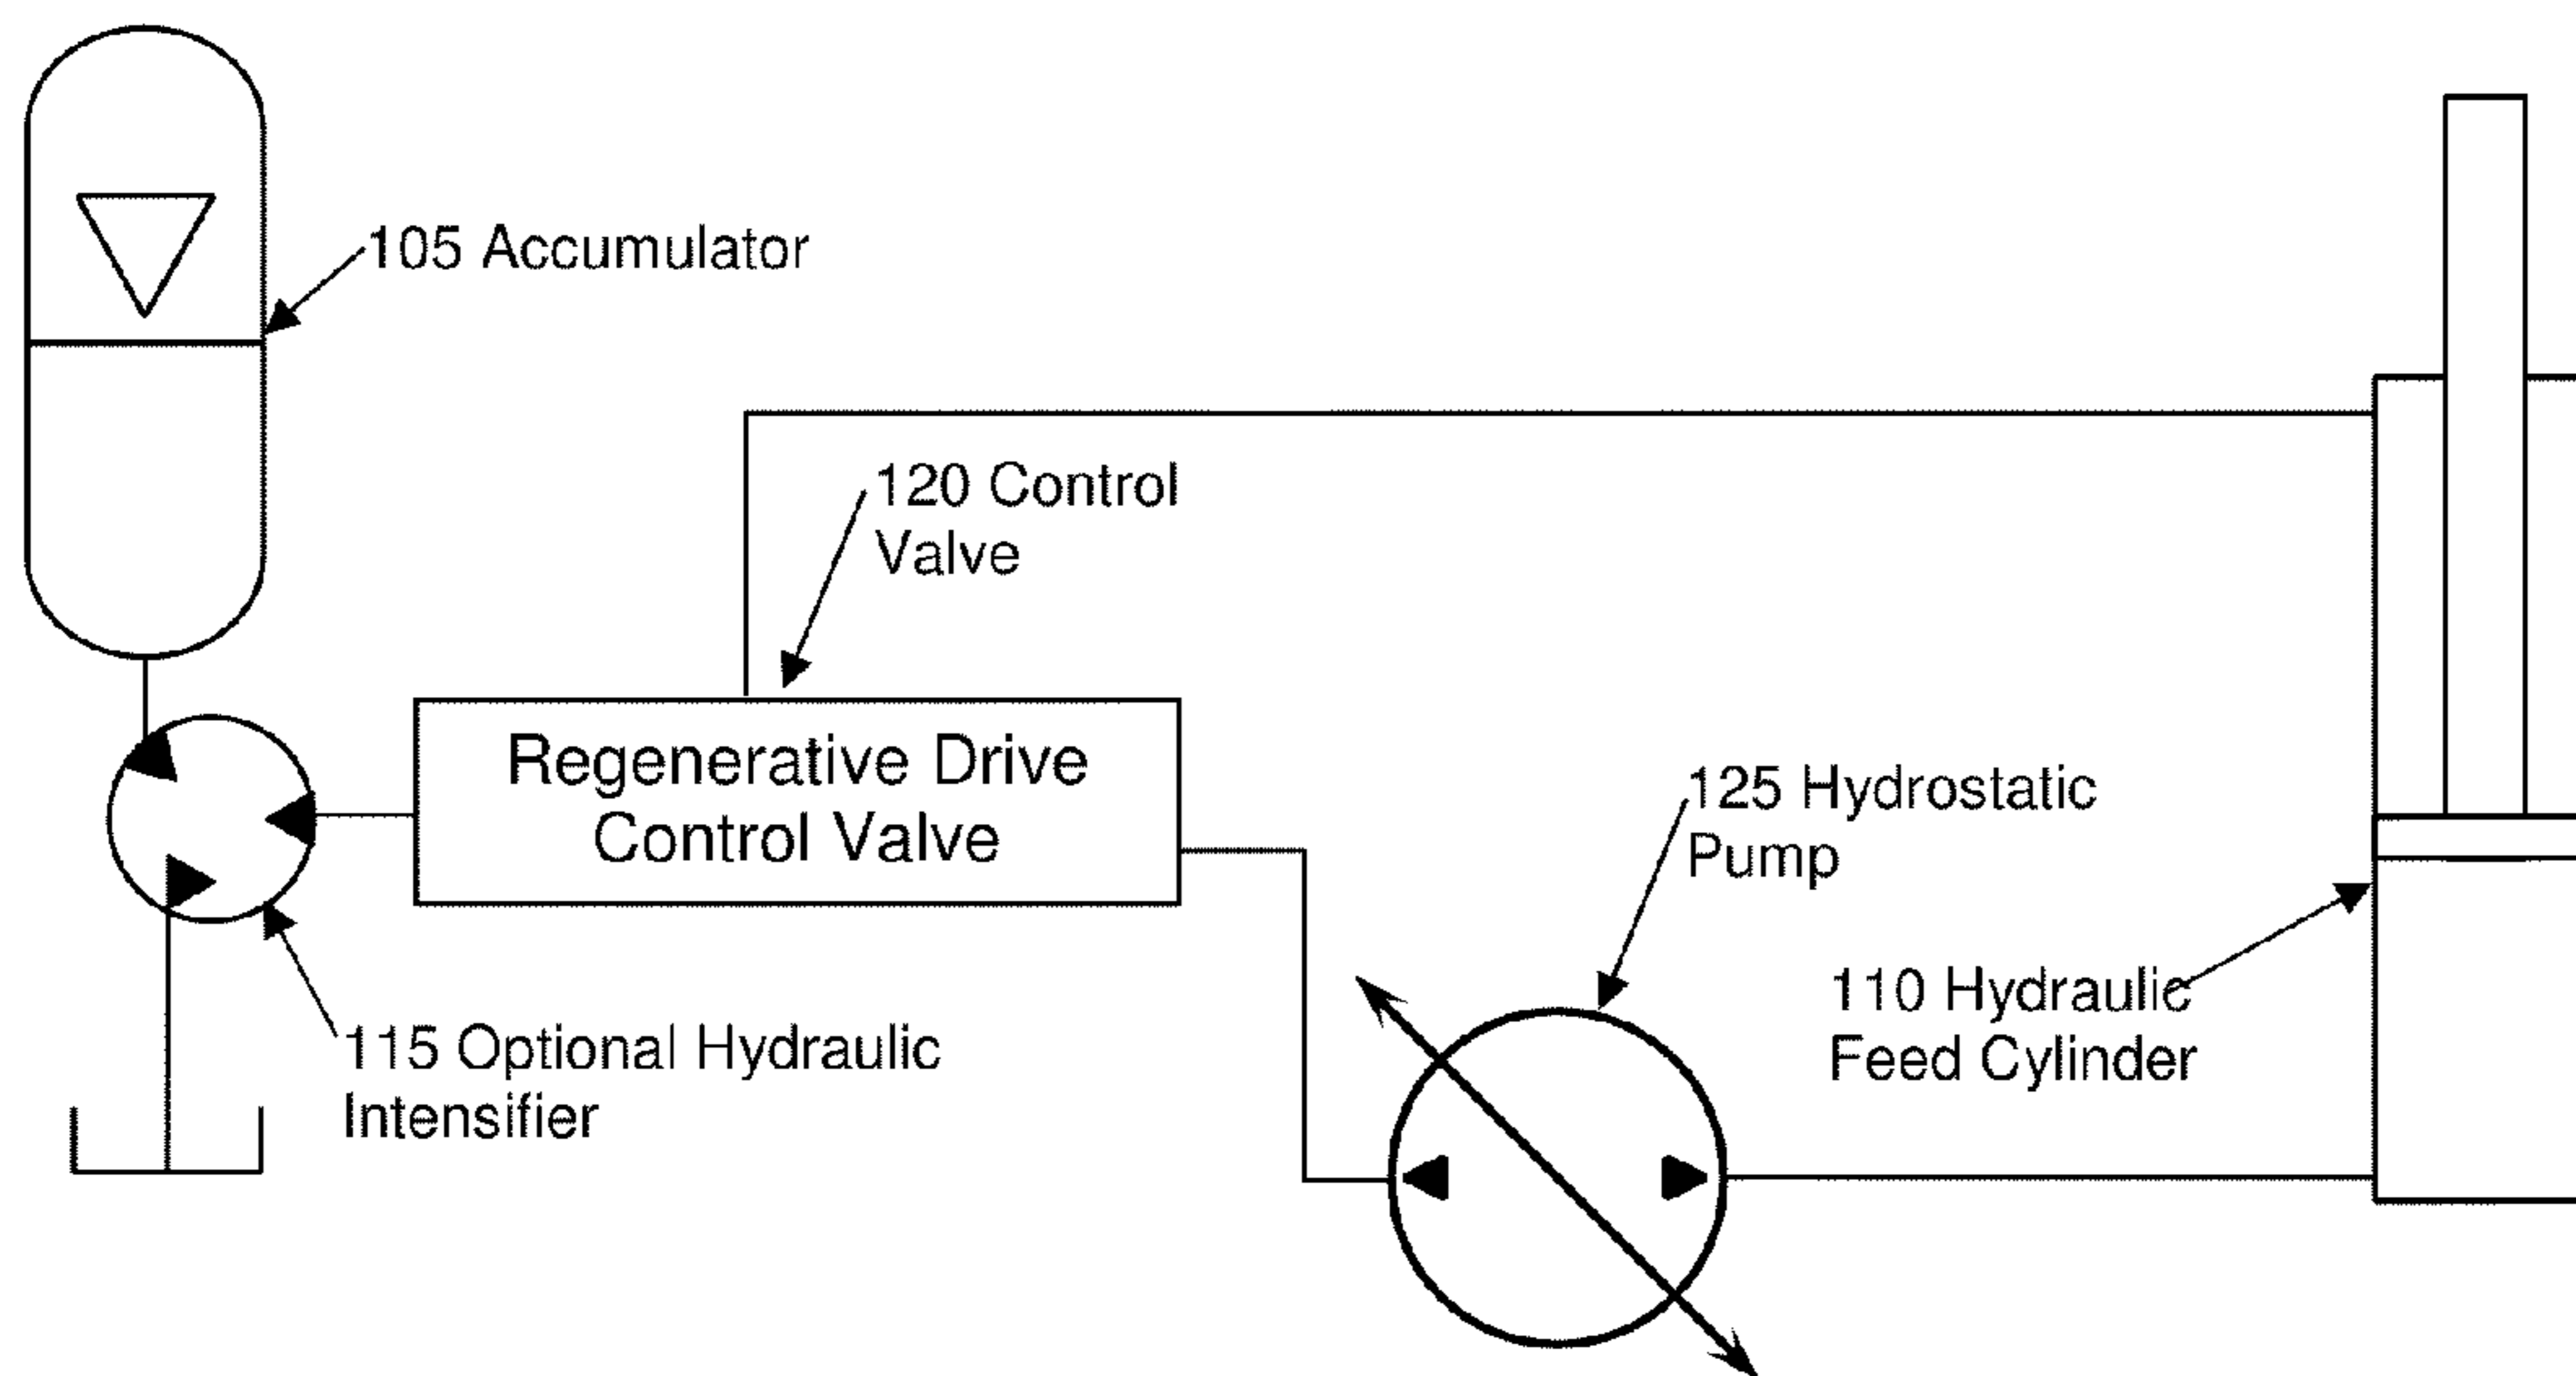 105 Accumulator
120 Control
Valve
Regenerative Drive
Control Valve
125 Hydrostatic
Pump
110 Hydraulic
Feed Cylinder
115 Optional Hydraulic
Intensifier